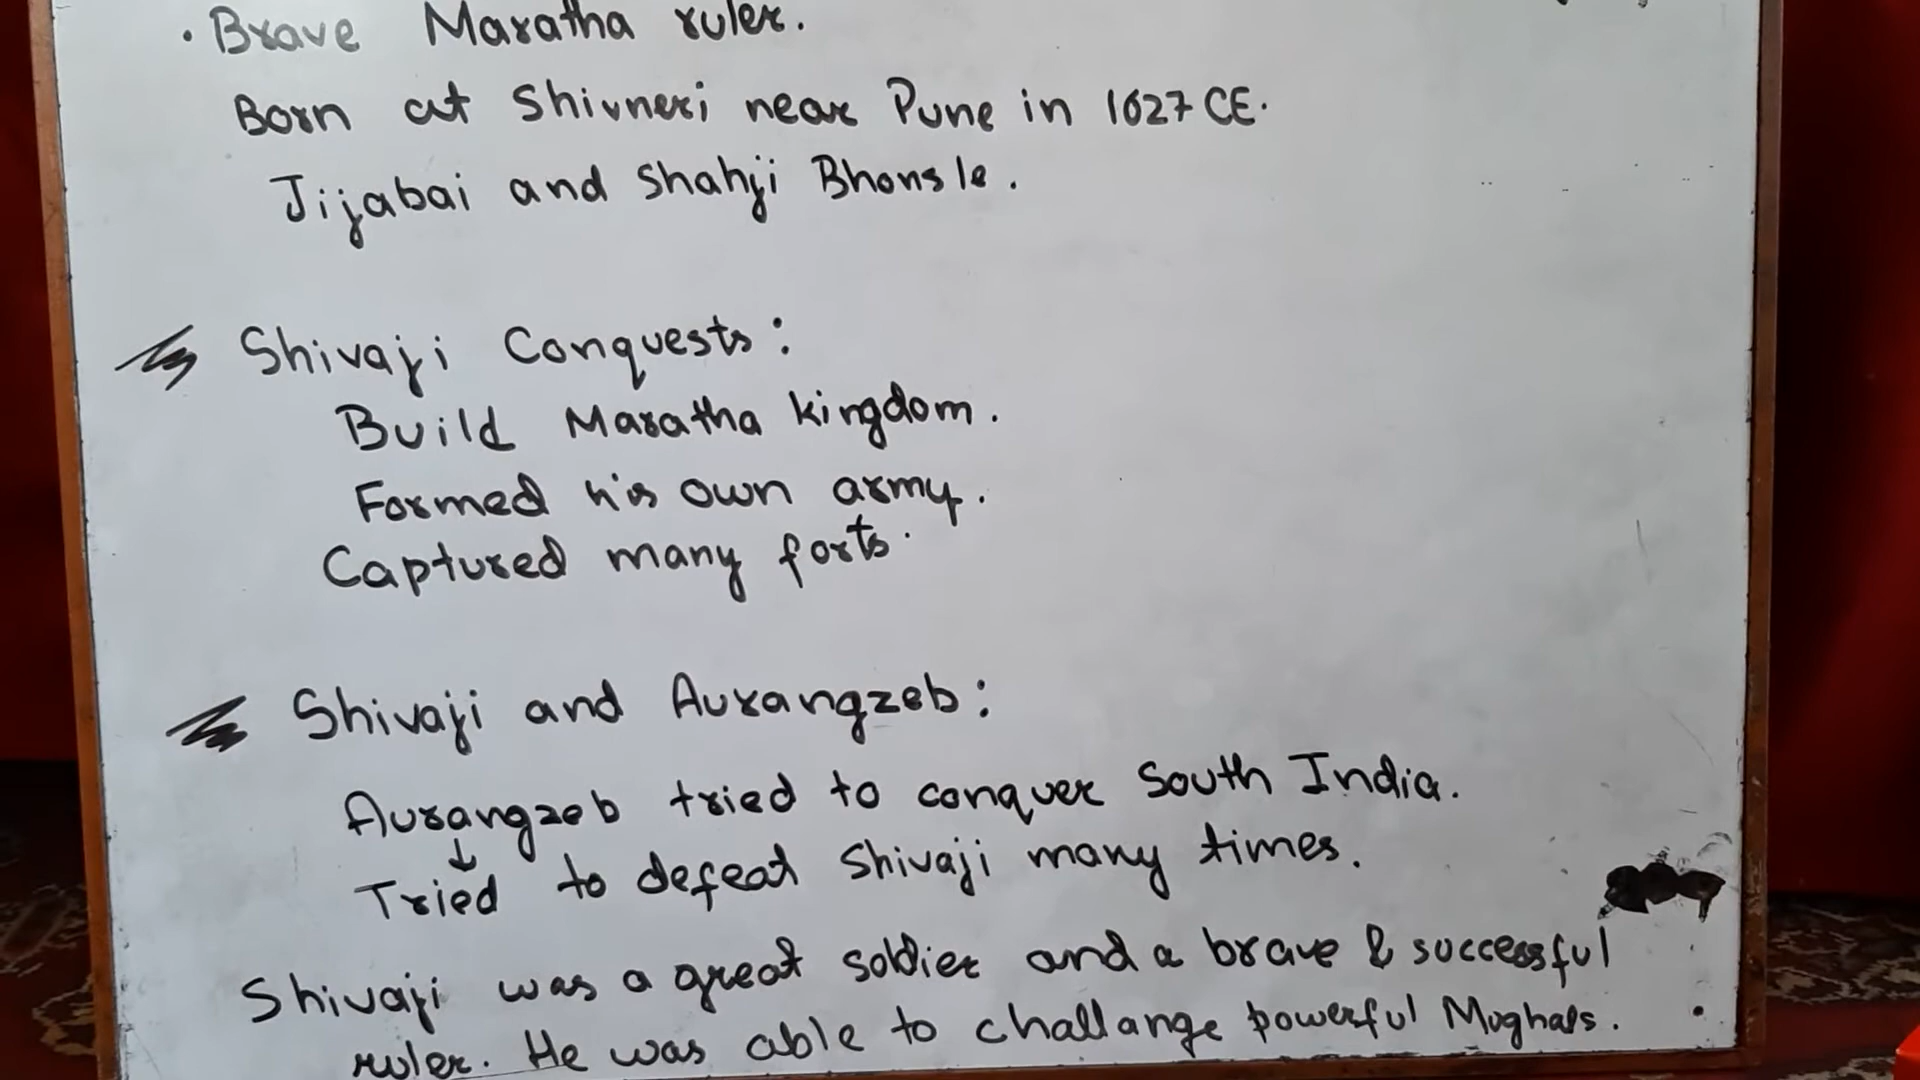 . Brave Maratha ruler.
Born at Shivneri near Pune in 1627 CE.
Jijabai and Shahji Bhonsle.
Shivaji Conquests:
Build Maratha kingdom.
Formed his own army.
Captured many forts.
Shivaji and Aurangzeb:
Aurangzeb tried to conquer South India.
↓
Tried to defeat Shivaji many times.
Shivaji was a great soldier and a brave & successful
ruler. He was able to challange powerful Mughals.